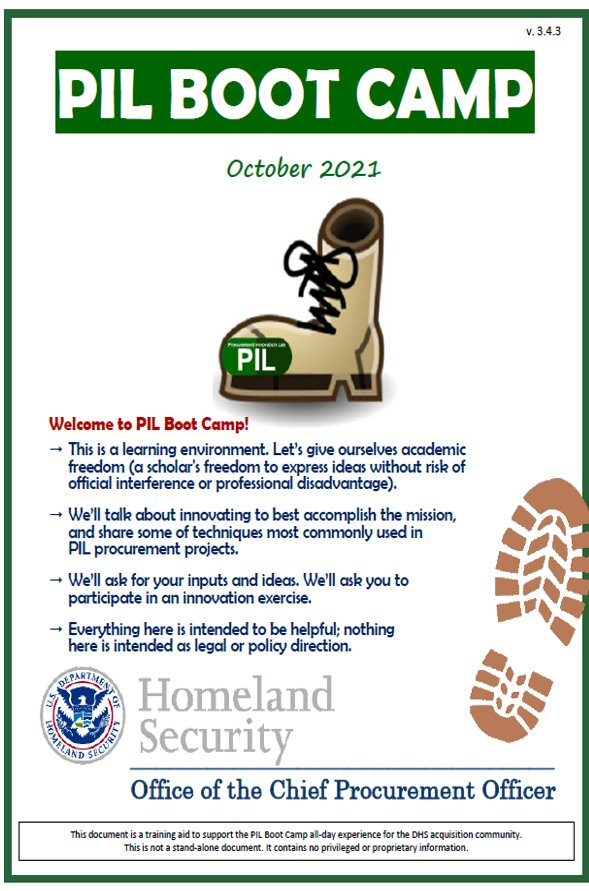 v. 3.4.3
PIL BOOT CAMP
October 2021
Procurement Innovation Lab
PIL
Welcome to PIL Boot Camp!
→ This is a learning environment. Let's give ourselves academic
freedom (a scholar's freedom to express ideas without risk of
official interference or professional disadvantage).
→ We'll talk about innovating to best accomplish the mission,
and share some of techniques most commonly used in
PIL procurement projects.
→ We'll ask for your inputs and ideas. We'll ask you to
participate in an innovation exercise.
→ Everything here is intended to be helpful; nothing
here is intended as legal or policy direction.
U.S. DEPARTMENT OF
HOMELAND SECURITY
Homeland
Security
Office of the Chief Procurement Officer
This document is a training aid to support the PIL Boot Camp all-day experience for the DHS acquisition community.
This is not a stand-alone document. It contains no privileged or proprietary information.